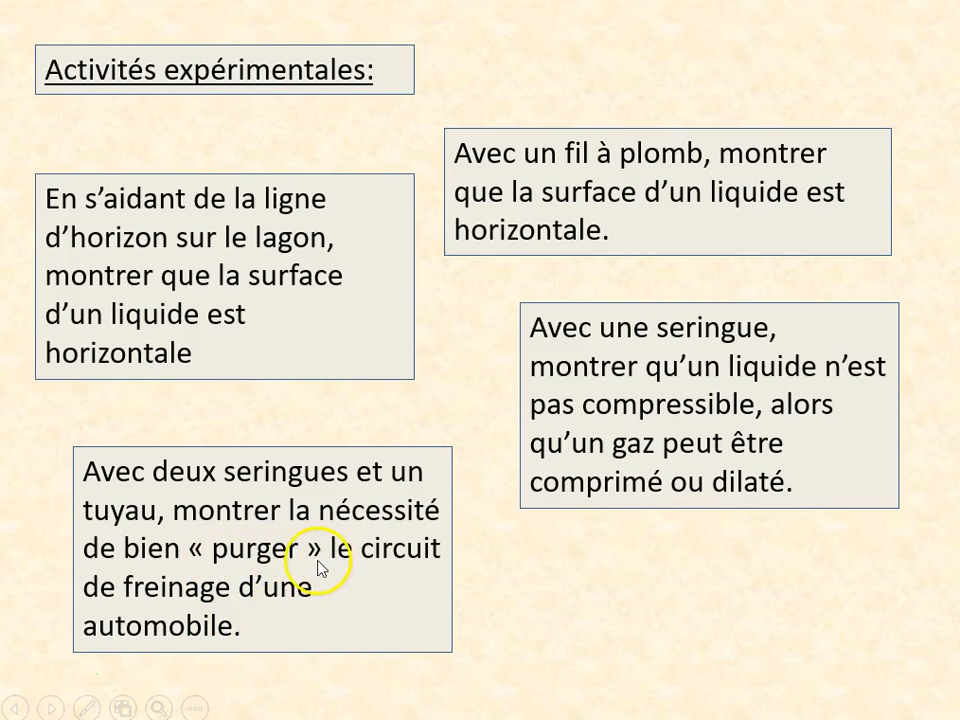 Activités expérimentales:
En s’aidant de la ligne
d’horizon sur le lagon,
montrer que la surface
d’un liquide est
horizontale
Avec un fil à plomb, montrer
que la surface d’un liquide est
horizontale.
Avec une seringue,
montrer qu’un liquide n’est
pas compressible, alors
qu’un gaz peut être
comprimé ou dilaté.
Avec deux seringues et un
tuyau, montrer la nécessité
de bien « purger » le circuit
de freinage d’une
automobile.